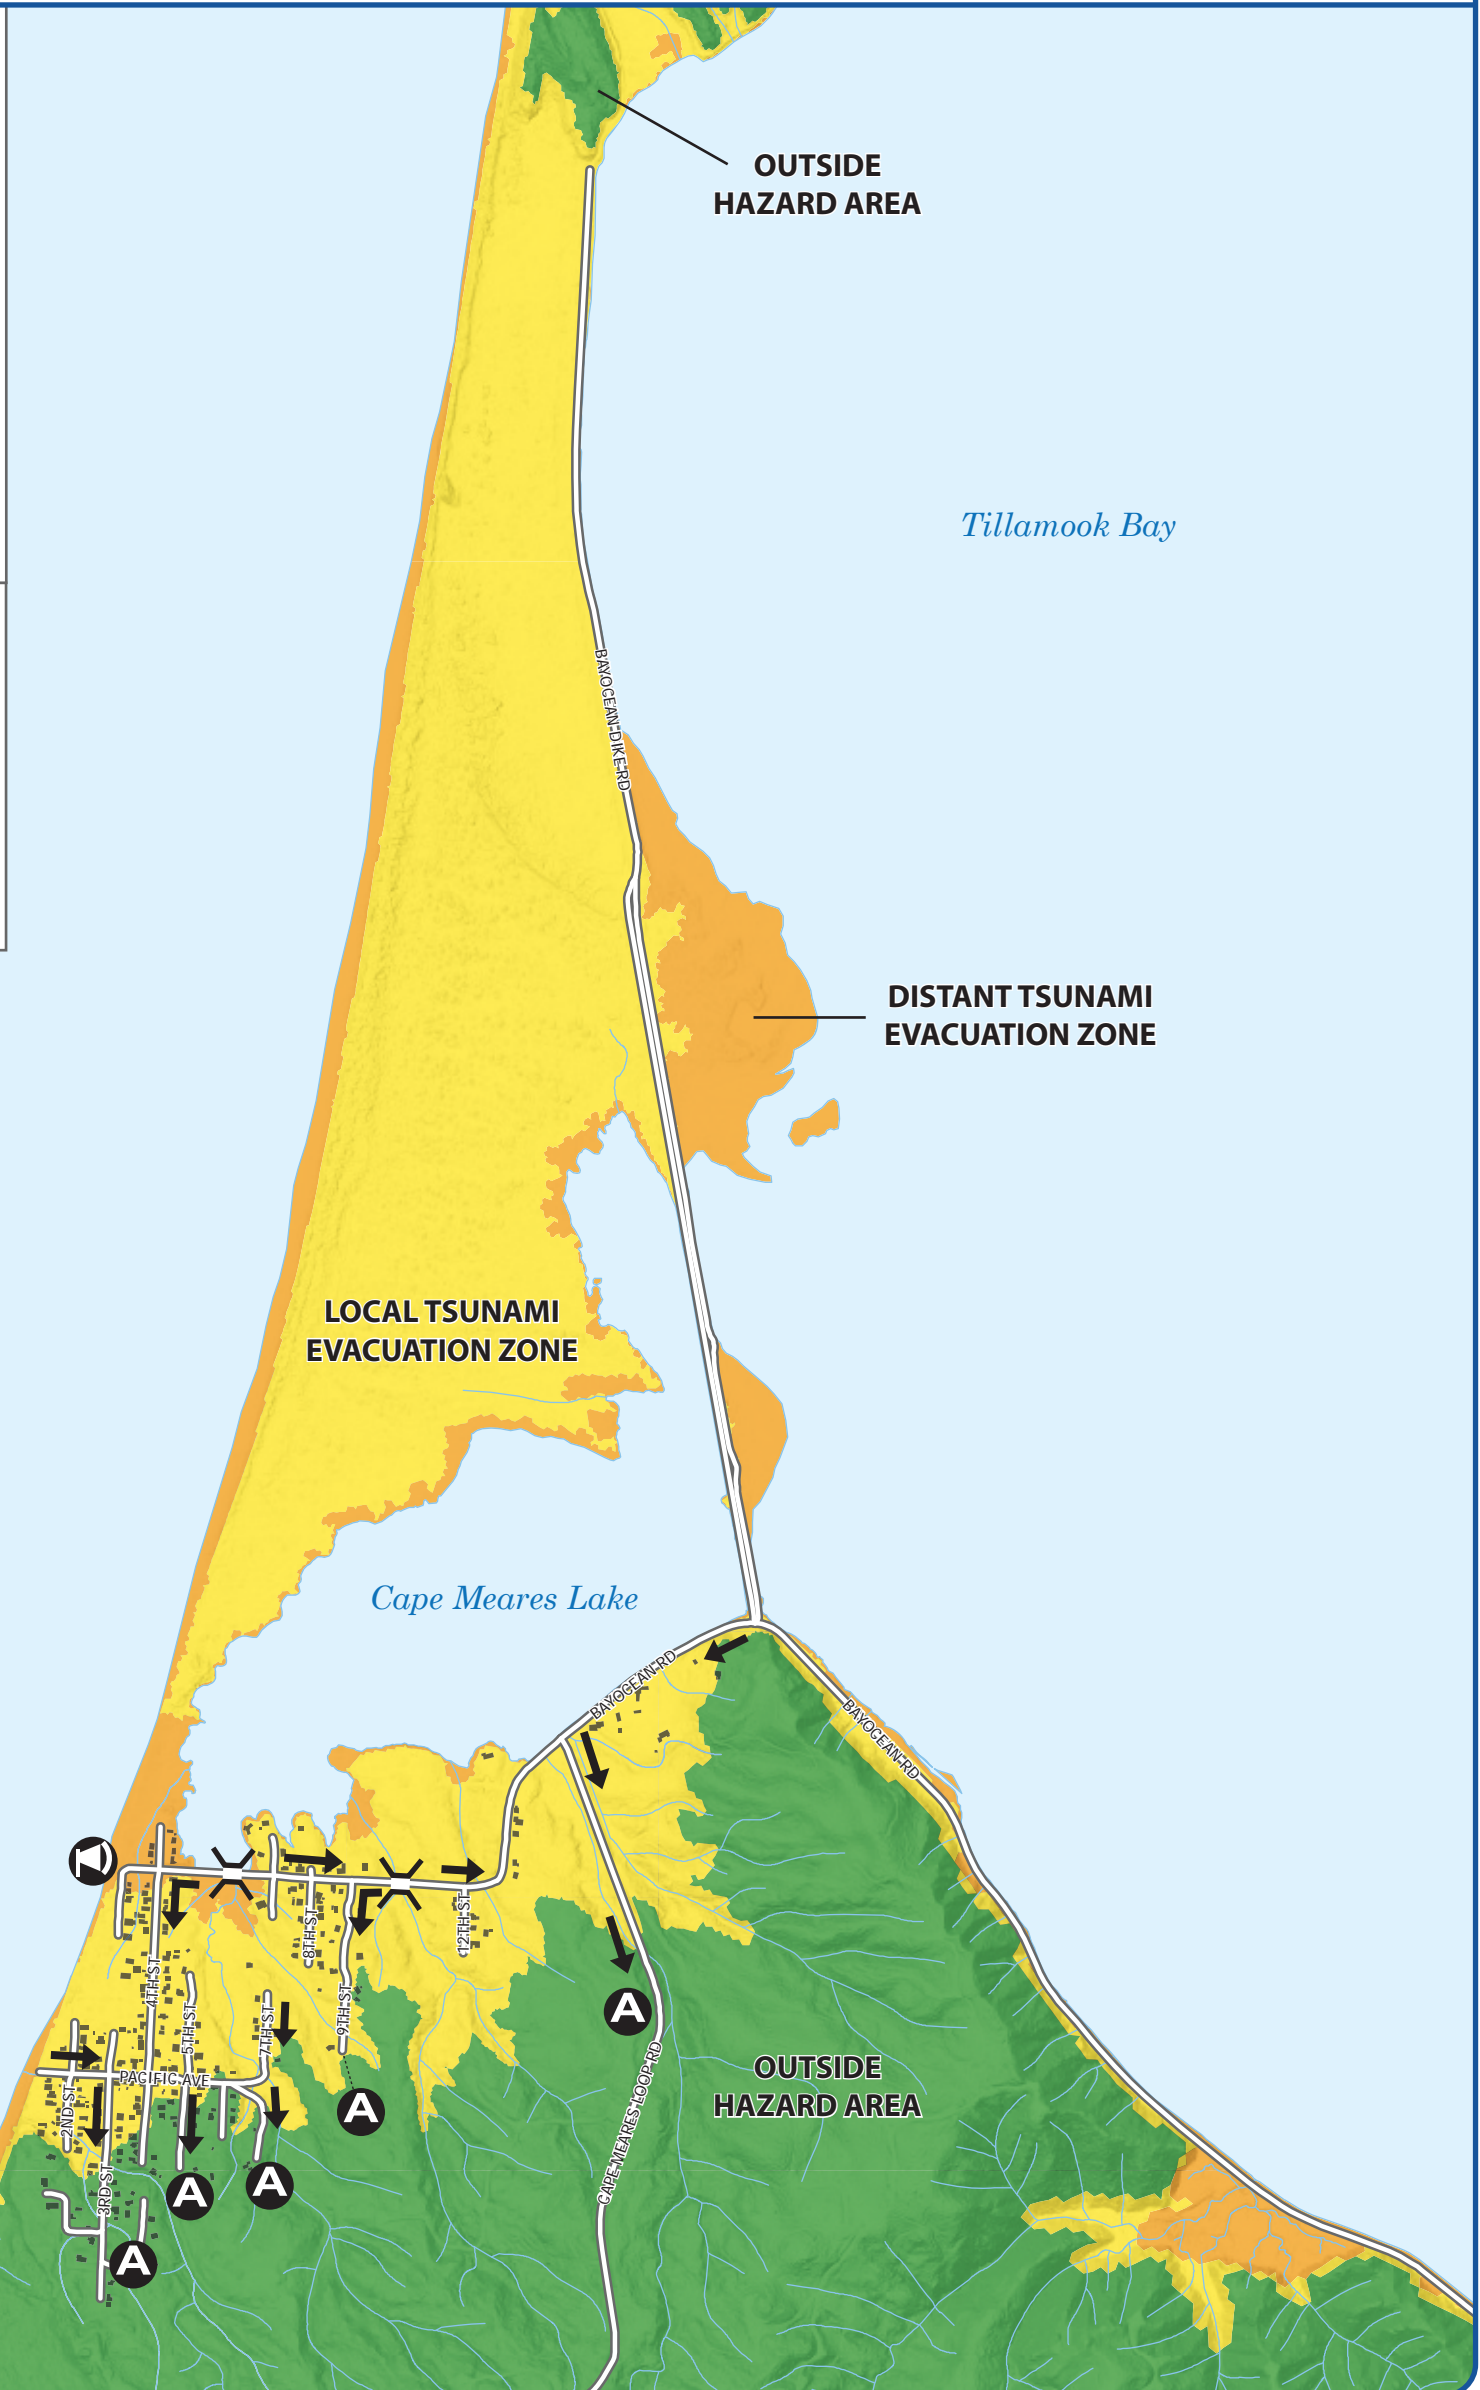 OUTSIDE
HAZARD AREA
Tillamook Bay
BAYOCEAN DIKE RD
DISTANT TSUNAMI
EVACUATION ZONE
LOCAL TSUNAMI
EVACUATION ZONE
Cape Meares Lake
BAYOCEAN RD
BAYOCEAN RD
8TH ST
12TH ST
4TH ST
5TH ST
7TH ST
9TH ST
A
PACIFIC AVE
2ND ST
A
OUTSIDE
HAZARD AREA
CAPE MEARES LOOP RD
3RD ST
A
A
A